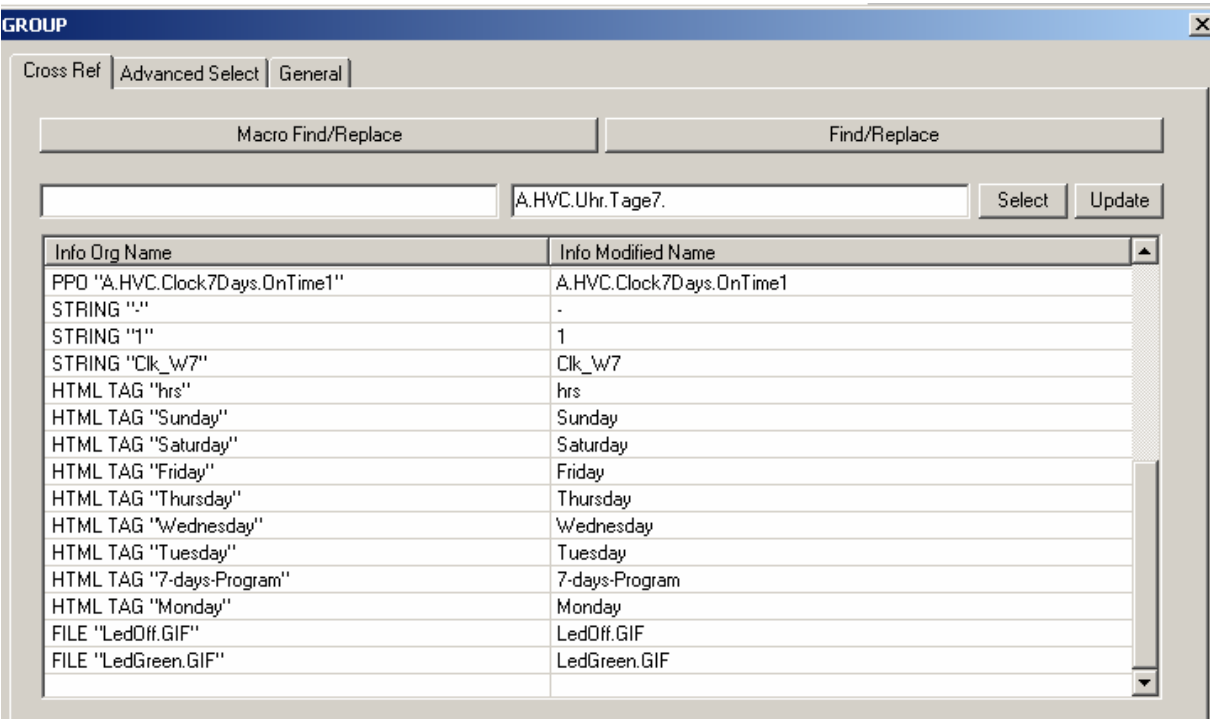 GROUP
Cross Ref Advanced Select General
Macro Find/Replace Find/Replace
A.HVC.Uhr.Tage7. Select Update
Info Org Name Info Modified Name
PPO "A.HVC.Clock7Days.OnTime1" A.HVC.Clock7Days.OnTime1
STRING "-" -
STRING "1" 1
STRING "Clk_W7" Clk_W7
HTML TAG "hrs" hrs
HTML TAG "Sunday" Sunday
HTML TAG "Saturday" Saturday
HTML TAG "Friday" Friday
HTML TAG "Thursday" Thursday
HTML TAG "Wednesday" Wednesday
HTML TAG "Tuesday" Tuesday
HTML TAG "7-days-Program" 7-days-Program
HTML TAG "Monday" Monday
FILE "LedOff.GIF" LedOff.GIF
FILE "LedGreen.GIF" LedGreen.GIF